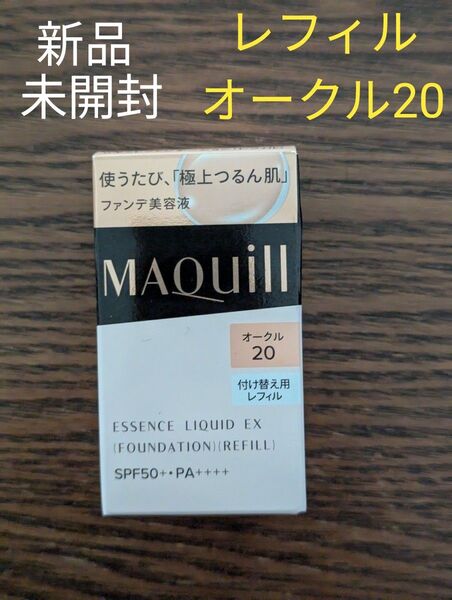 新品
未開封
レフィル
オークル20
使うたび、「極上つるん肌」
ファンデ美容液
MAQuill
オークル
20
付け替え用
レフィル
ESSENCE LIQUID EX
(FOUNDATION)(REFILL)
SPF50+・PA++++